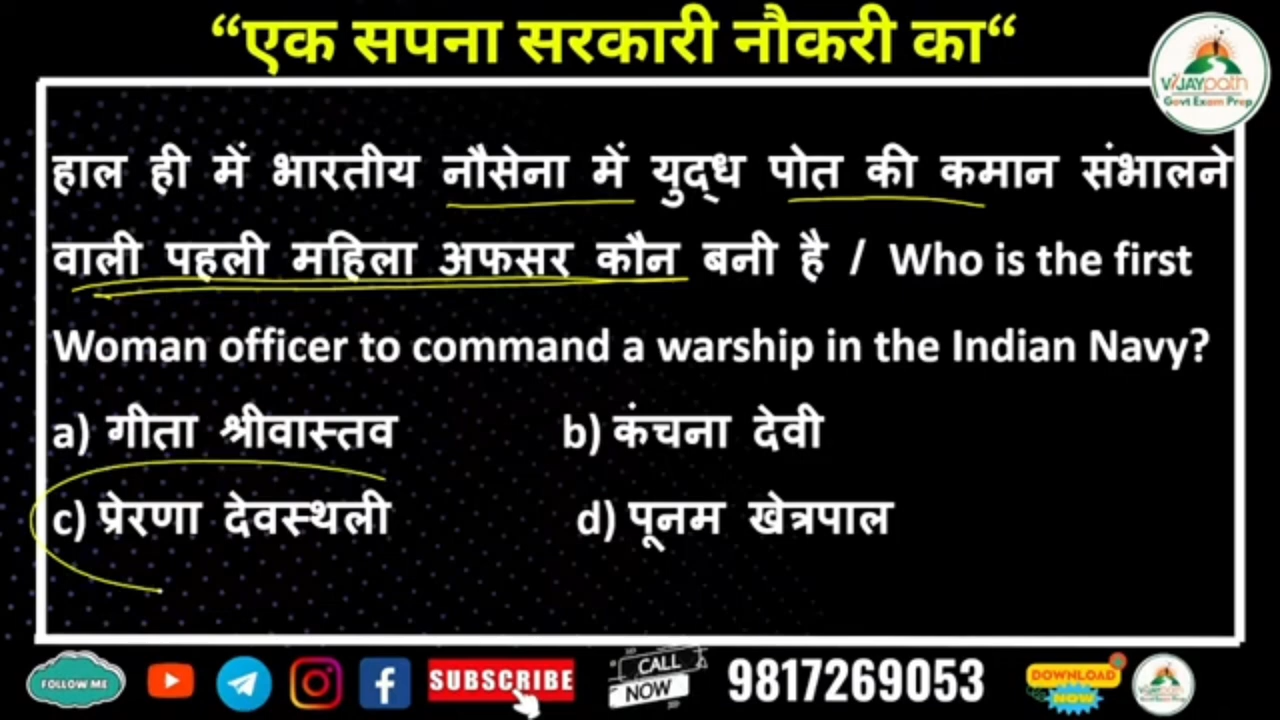 “एक सपना सरकारी नौकरी का“
VIJAYpath
Govt Exam Prep
हाल ही में भारतीय नौसेना में युद्ध पोत की कमान संभालने
वाली पहली महिला अफसर कौन बनी है / Who is the first
Woman officer to command a warship in the Indian Navy?
a) गीता श्रीवास्तव b) कंचना देवी
c) प्रेरणा देवस्थली d) पूनम खेत्रपाल
FOLLOW ME
SUBSCRIBE
CALL
NOW
9817269053
DOWNLOAD
NOW
VIJAYpath